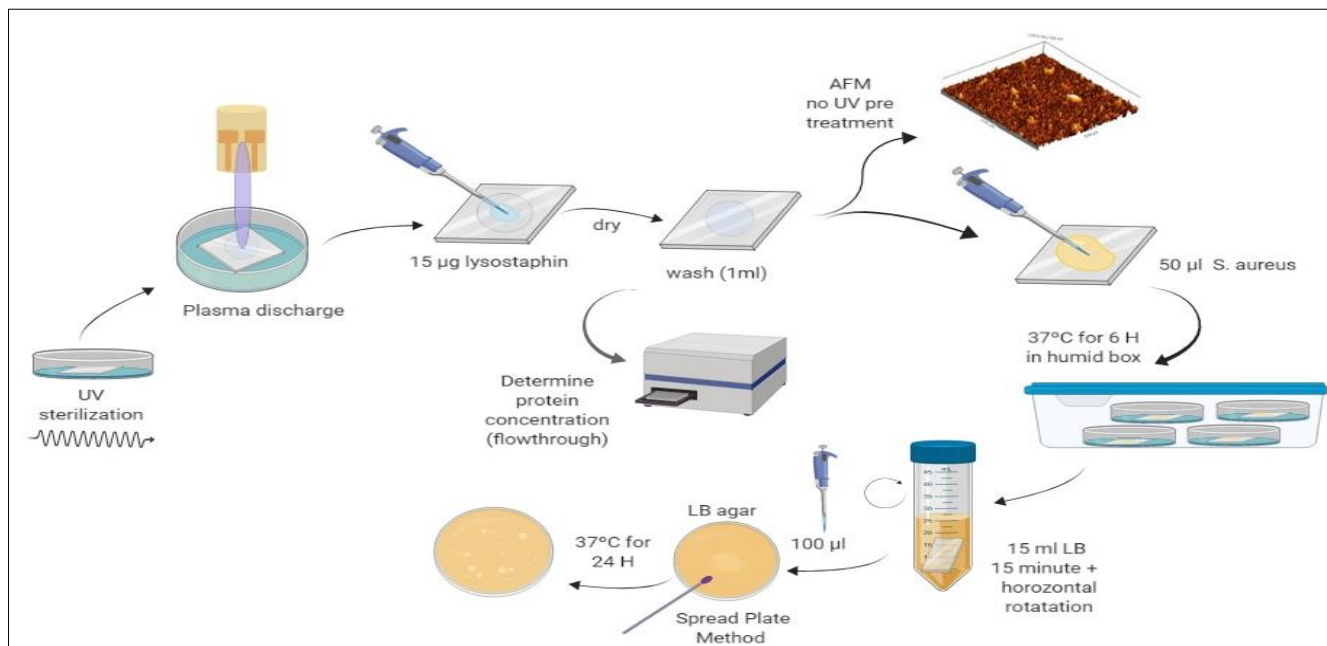 UV
sterilization
Plasma discharge
15 µg lysostaphin
dry
wash (1ml)
Determine
protein
concentration
(flowthrough)
AFM
no UV pre
treatment
50 µl S. aureus
37ºC for 6 H
in humid box
15 ml LB
15 minute +
horozontal
rotatation
100 µl
LB agar
Spread Plate
Method
37ºC for
24 H